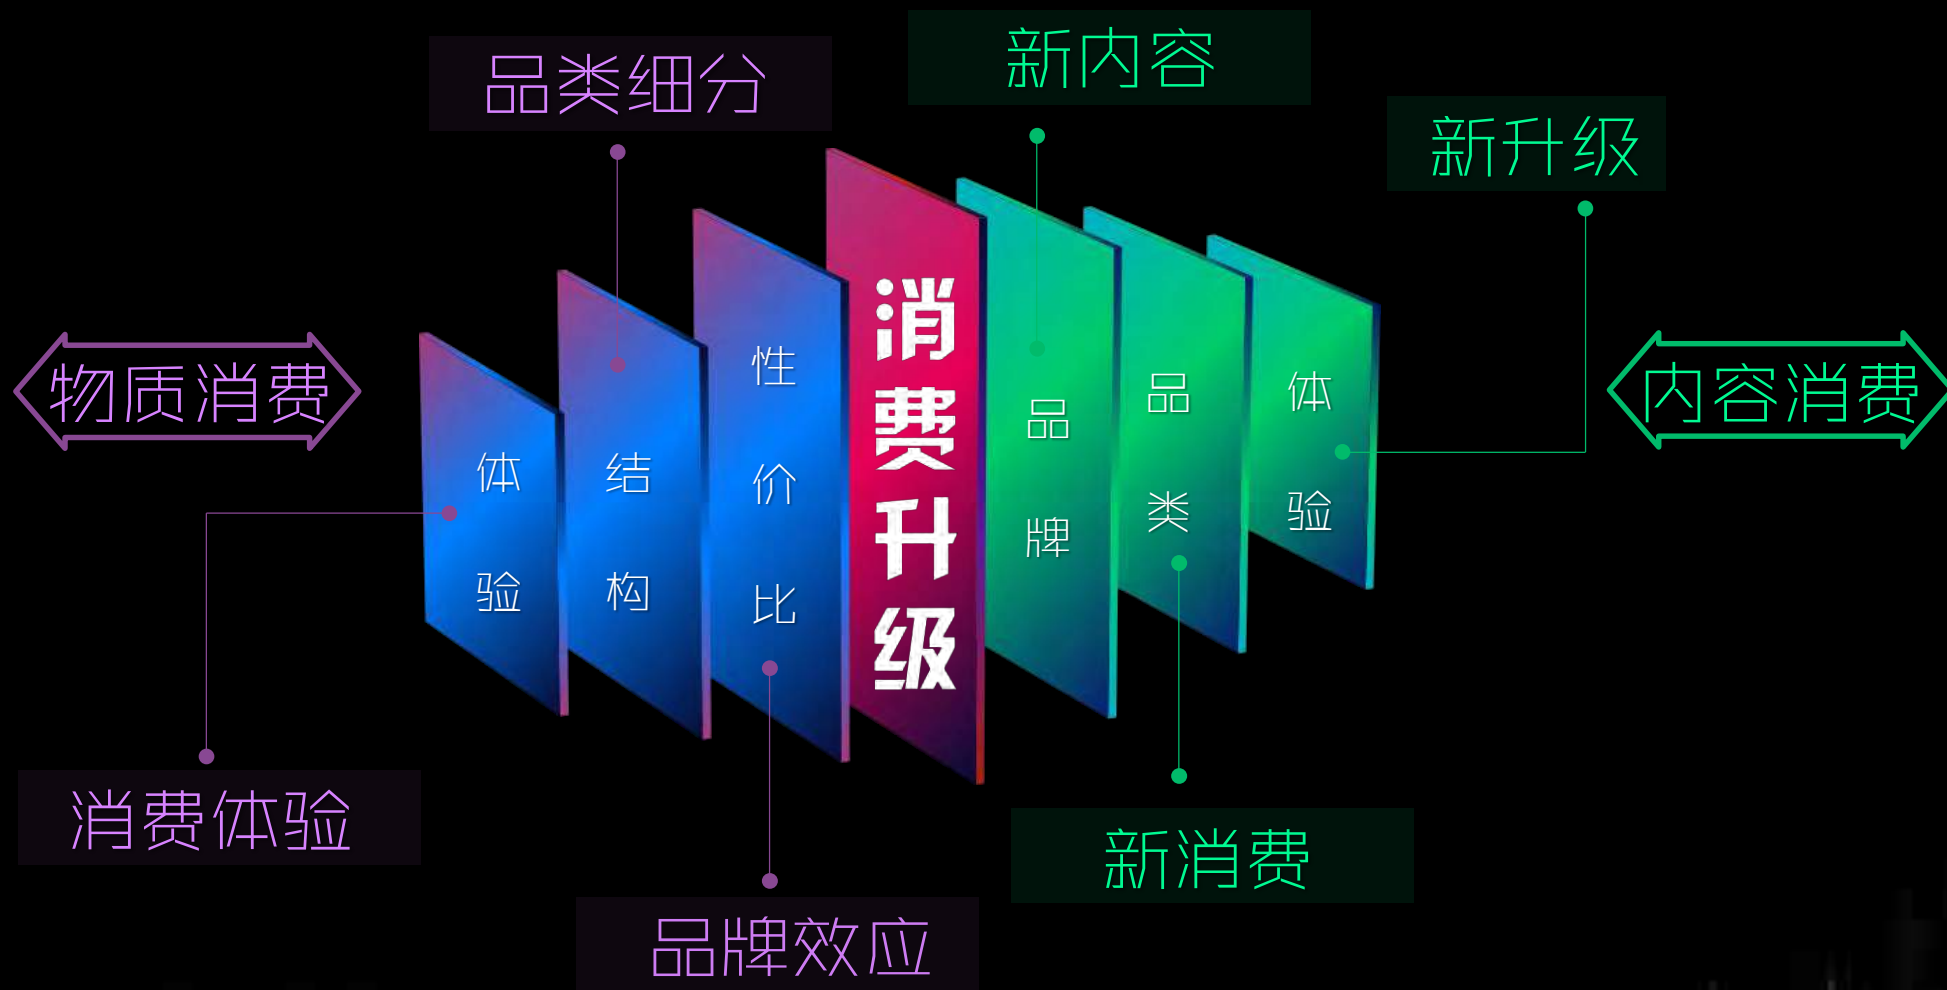 新内容
品类细分
新升级
消费升级
性价比
品类
体验
品牌
物质消费
内容消费
体验
结构
消费体验
新消费
品牌效应